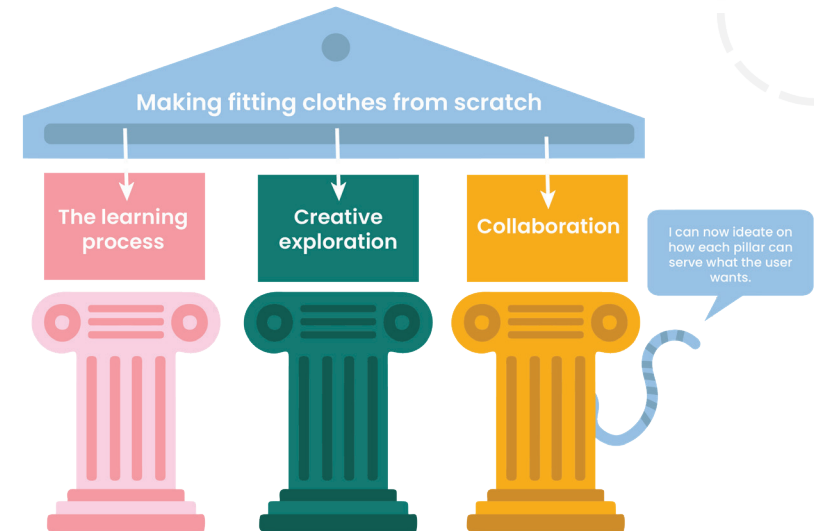 Making fitting clothes from scratch
The learning
process
Creative
exploration
Collaboration
I can now ideate on
how each pillar can
serve what the user
wants.